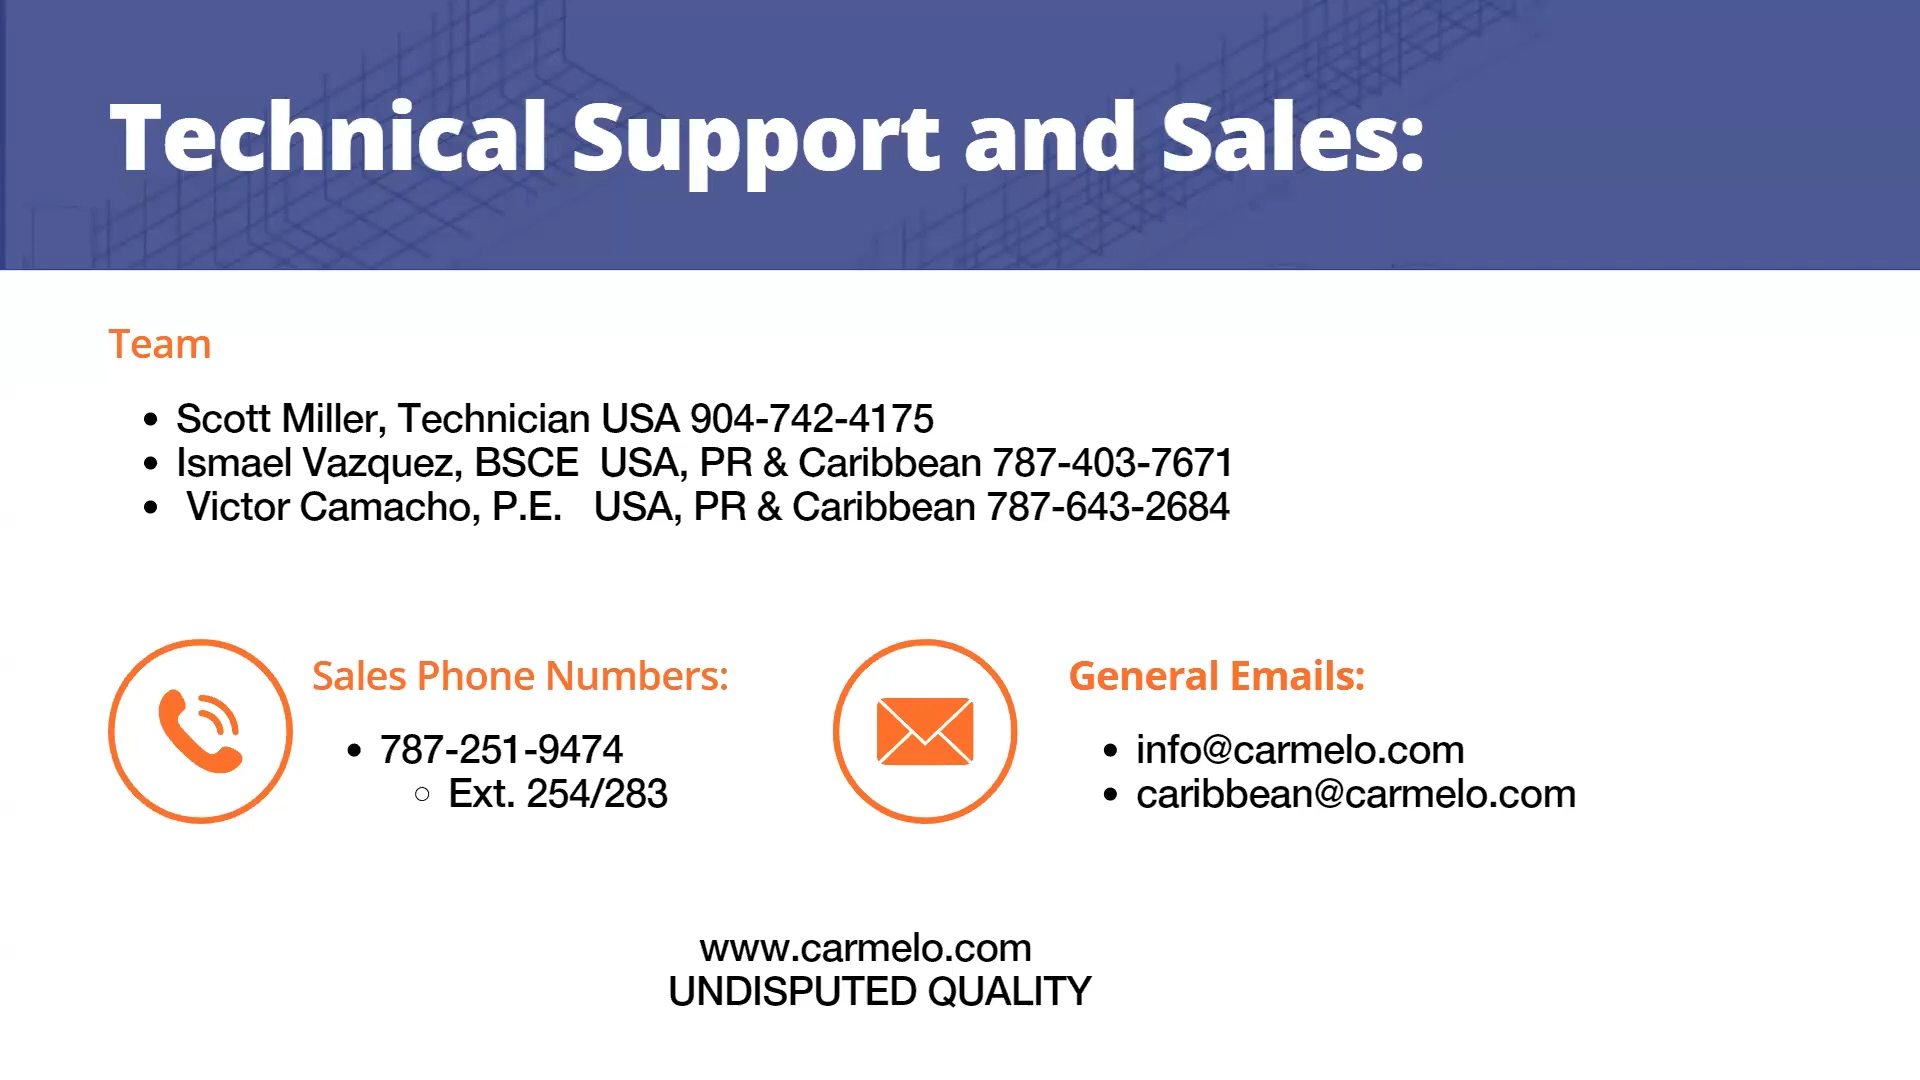 Technical Support and Sales:
Team
• Scott Miller, Technician USA 904-742-4175
• Ismael Vazquez, BSCE  USA, PR & Caribbean 787-403-7671
•  Victor Camacho, P.E.   USA, PR & Caribbean 787-643-2684
Sales Phone Numbers:
• 787-251-9474
○ Ext. 254/283
General Emails:
• info@carmelo.com
• caribbean@carmelo.com
www.carmelo.com
UNDISPUTED QUALITY